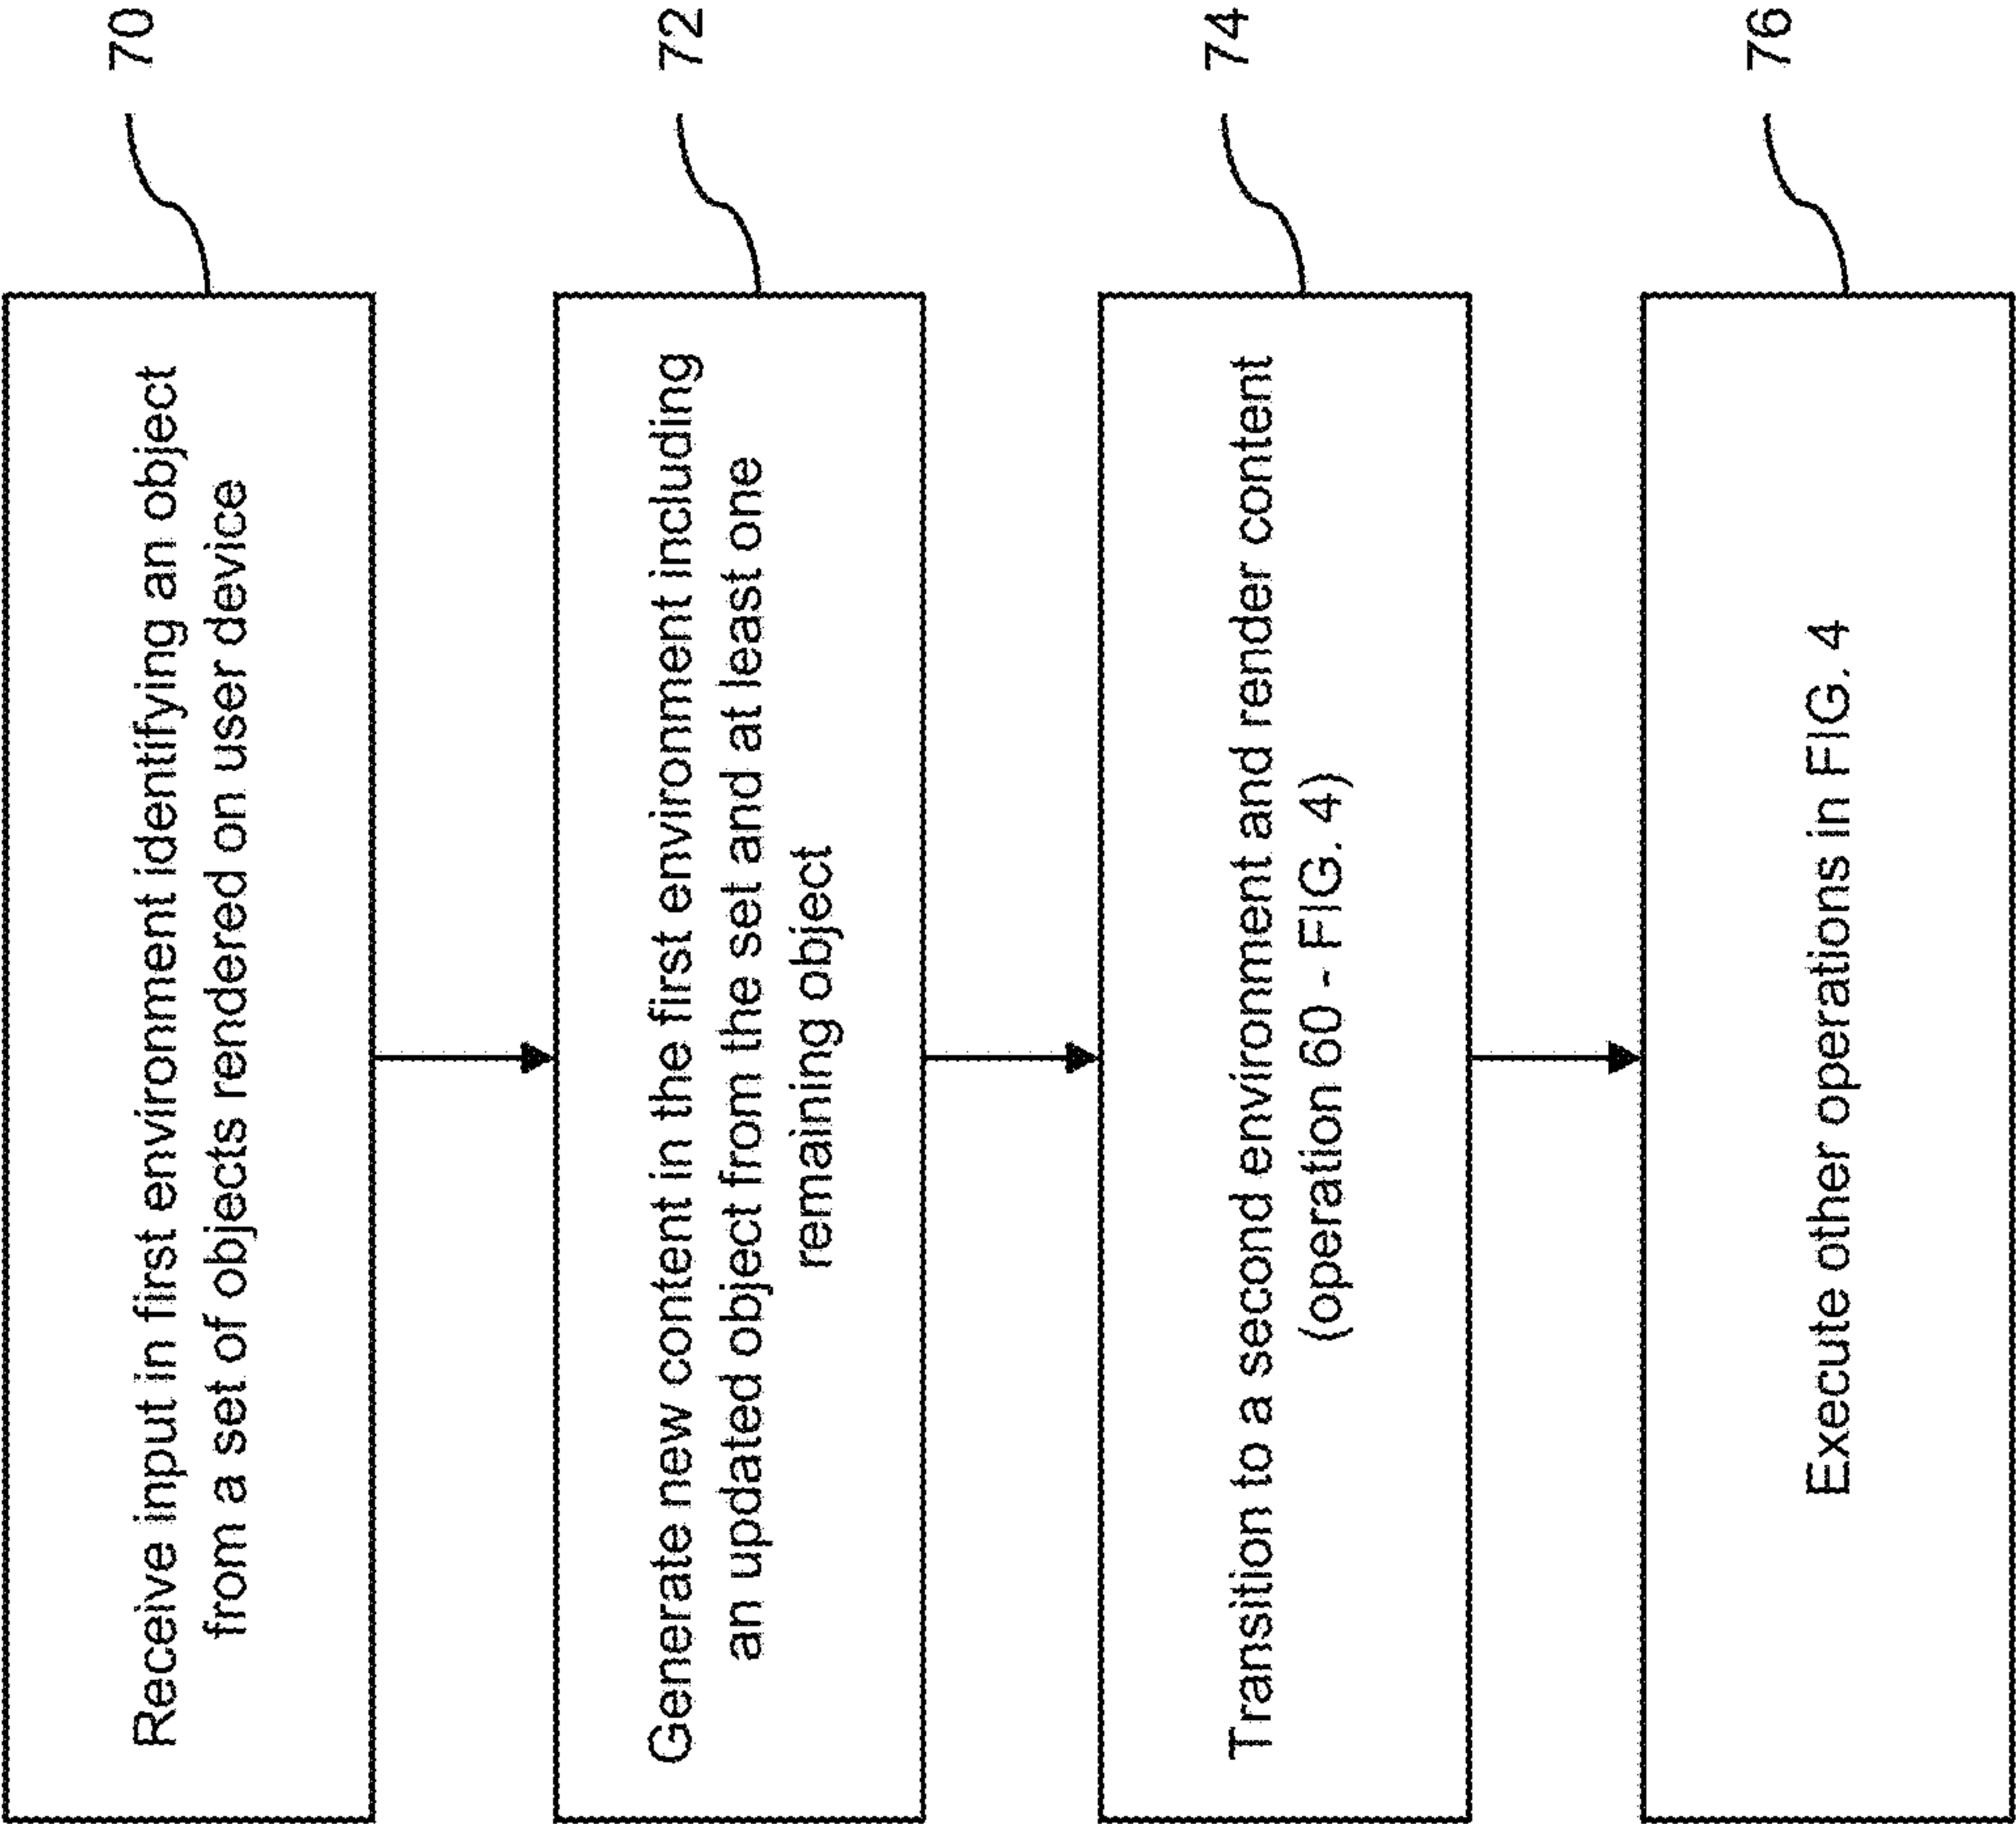 Receive input in first environment identifying an object
from a set of objects rendered on user device
70
Generate new content in the first environment including
an updated object from the set and at least one
remaining object
72
Transition to a second environment and render content
(operation 60 - FIG. 4)
74
Execute other operations in FIG. 4
76